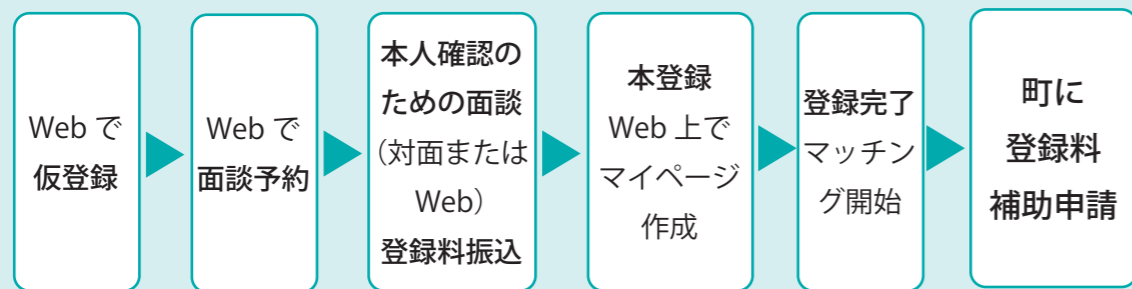 Web で
仮登録
Web で
面談予約
本人確認の
ための面談
（対面または
Web）
登録料振込
本登録
Web 上で
マイページ
作成
登録完了
マッチン
グ開始
町に
登録料
補助申請